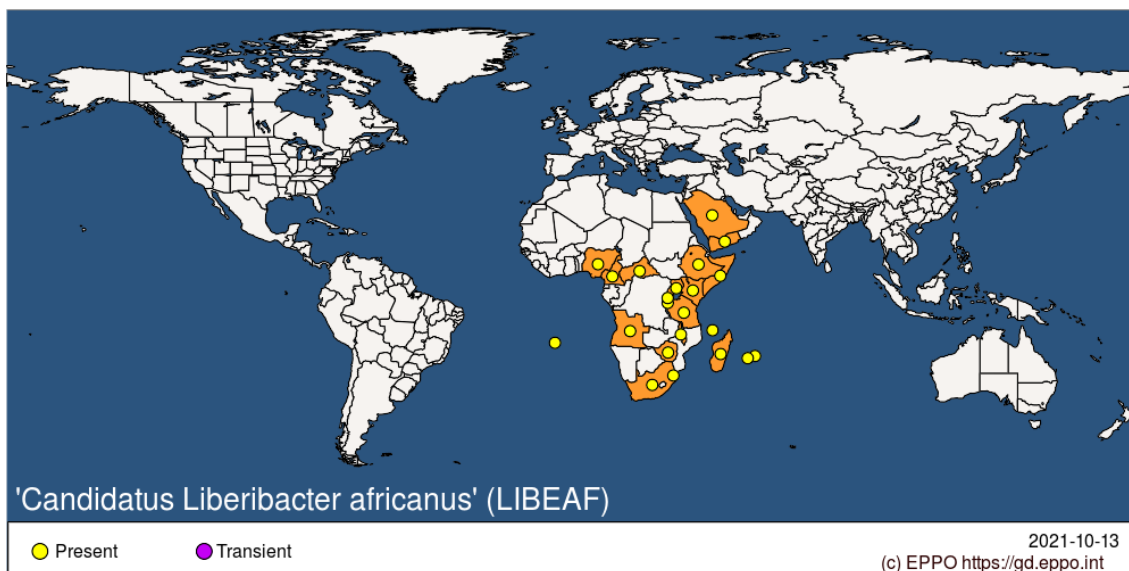 'Candidatus Liberibacter africanus' (LIBEAF)
Present
Transient
2021-10-13
(c) EPPO https://gd.eppo.int